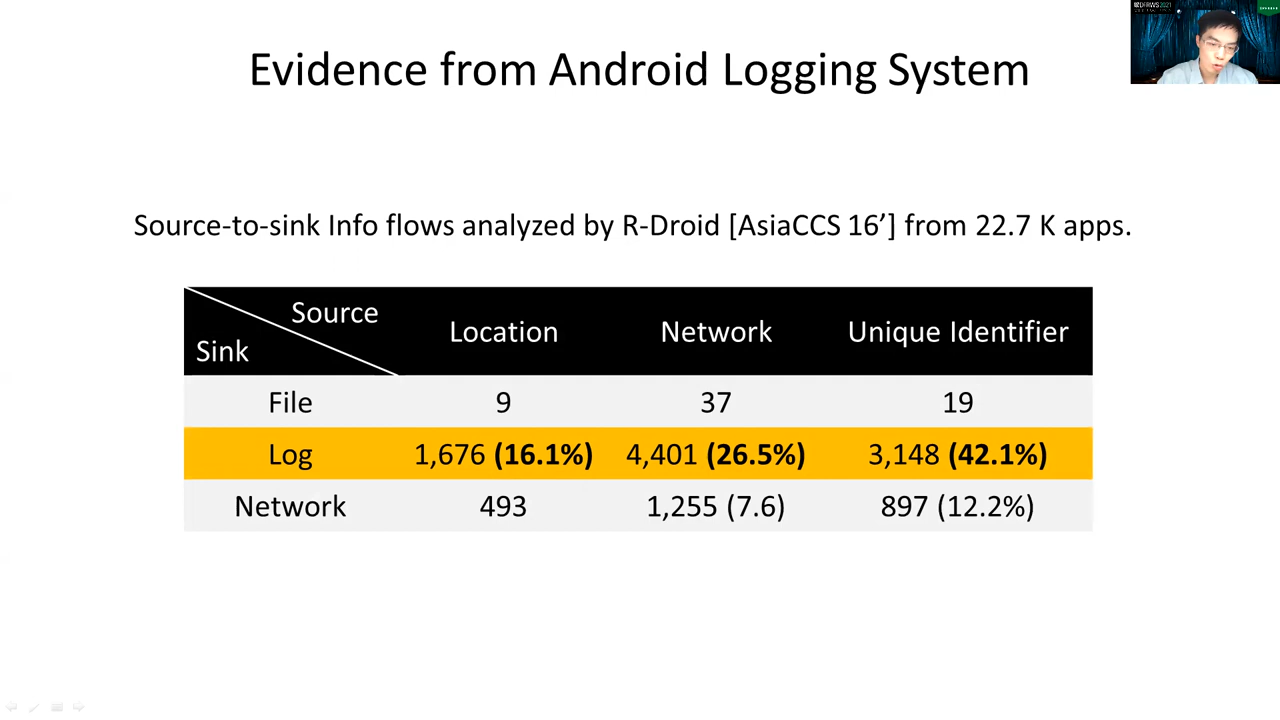 DFRWS2021
Evidence from Android Logging System
Source-to-sink Info flows analyzed by R-Droid [AsiaCCS 16’] from 22.7 K apps.
Source
Sink
Location
Network
Unique Identifier
File 9 37 19
Log 1,676 (16.1%) 4,401 (26.5%) 3,148 (42.1%)
Network 493 1,255 (7.6) 897 (12.2%)